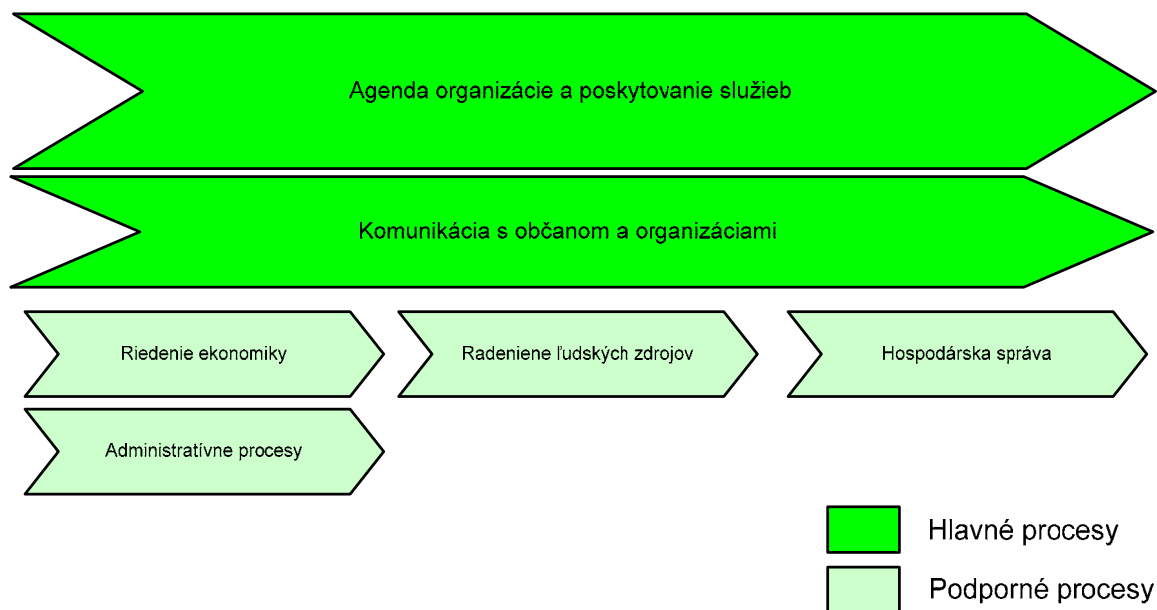 Agenda organizácie a poskytovanie služieb
Komunikácia s občanom a organizáciami
Riedenie ekonomiky
Radeniene ľudských zdrojov
Hospodárska správa
Administratívne procesy
Hlavné procesy
Podporné procesy